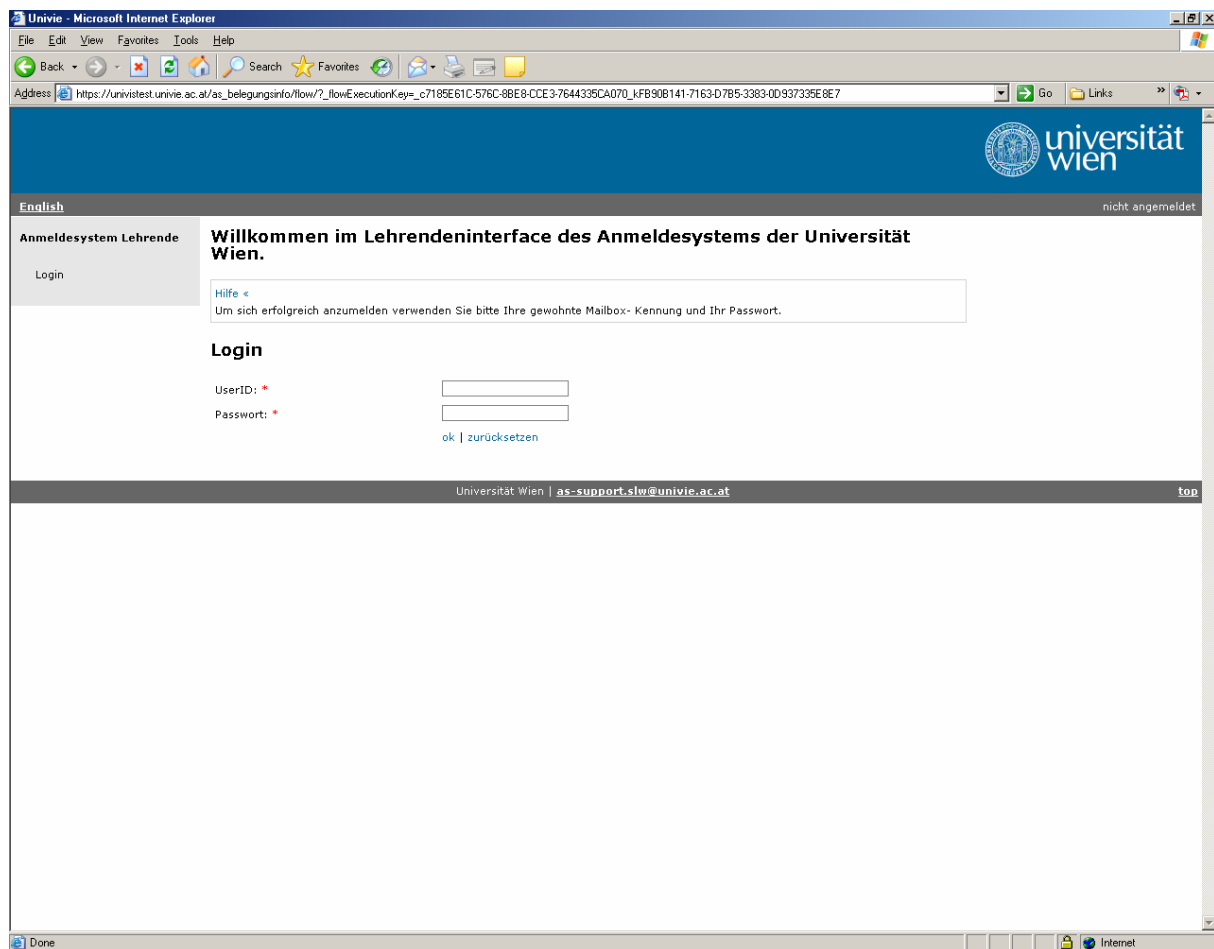 Univie - Microsoft Internet Explorer
File Edit View Favorites Tools Help
Back Search Favorites
Address https://univistest.univie.ac.at/as_belegungsinfo/flow/?_flowExecutionKey=_c7185E61C-576C-8BE8-CCE3-7644335CA070_kFB90B141-7163-D7B5-3383-0D937335E8E7 Go Links »
universität
wien
English nicht angemeldet
Anmeldesystem Lehrende
Login
Willkommen im Lehrendeninterface des Anmeldesystems der Universität
Wien.
Hilfe «
Um sich erfolgreich anzumelden verwenden Sie bitte Ihre gewohnte Mailbox- Kennung und Ihr Passwort.
Login
UserID: *
Passwort: *
ok | zurücksetzen
Universität Wien | as-support.slw@univie.ac.at top
Done Internet